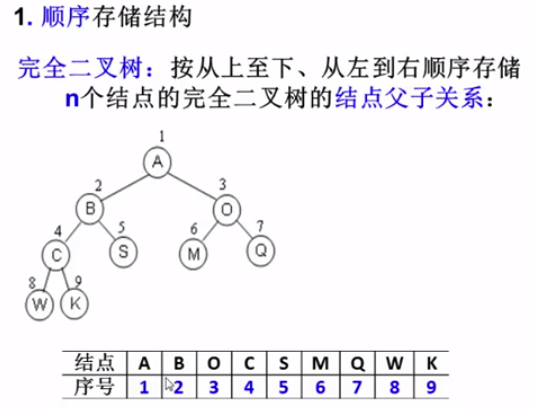 1. 顺序存储结构
完全二叉树：按从上至下、从左到右顺序存储
n个结点的完全二叉树的结点父子关系：
1
A
2 3
B O
4 5 6 7
C S M Q
8 9
W K
结点 A B O C S M Q W K
序号 1 2 3 4 5 6 7 8 9